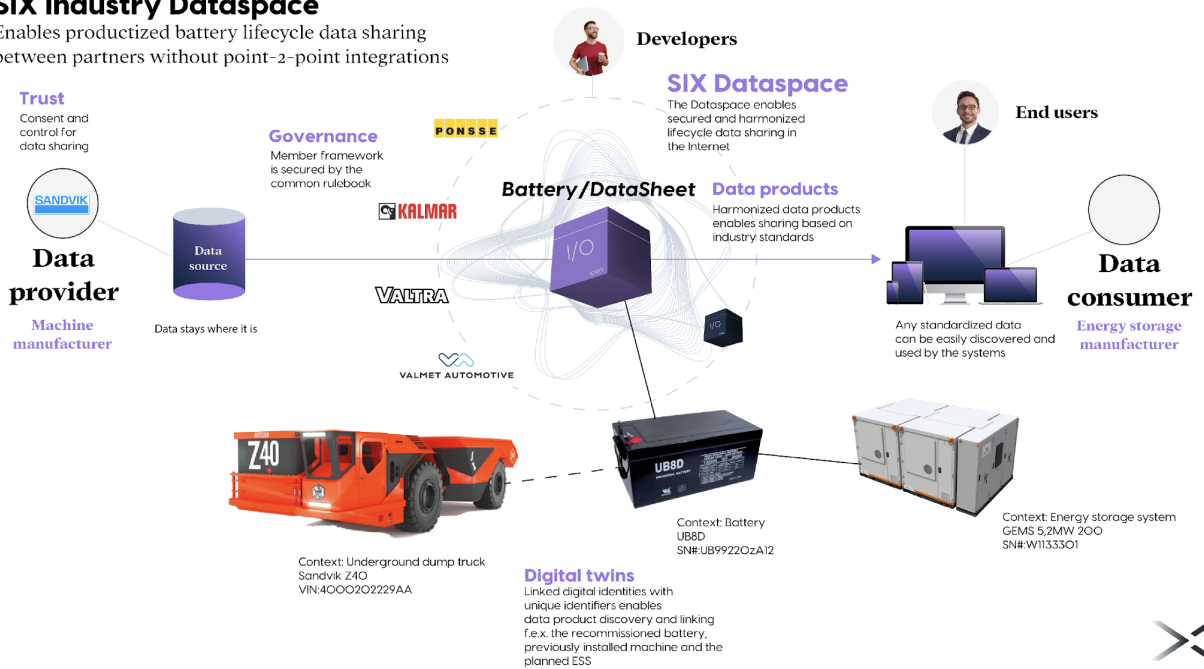 SIX Industry Dataspace
Enables productized battery lifecycle data sharing
between partners without point-2-point integrations
Developers
Trust
Consent and
control for
data sharing
SIX Dataspace
The Dataspace enables
secured and harmonized
lifecycle data sharing in
the Internet
End users
Governance
Member framework
is secured by the
common rulebook
PONSSE
SANDVIK
KALMAR
Battery/DataSheet
Data products
Harmonized data products
enables sharing based on
industry standards
Data
provider
Machine
manufacturer
Data
source
Data stays where it is
I/O
VALTRA
I/O
VALMET AUTOMOTIVE
Data
consumer
Energy storage
manufacturer
Any standardized data
can be easily discovered and
used by the systems
Z40
UB8D
UNIVERSAL BATTERY
Context: Underground dump truck
Sandvik Z40
VIN:4000202229AA
Context: Battery
UB8D
SN#:UB99220zA12
Context: Energy storage system
GEMS 5,2MW 200
SN#:W1133301
Digital twins
Linked digital identities with
unique identifiers enables
data product discovery and linking
f.e.x. the recommissioned battery,
previously installed machine and the
planned ESS